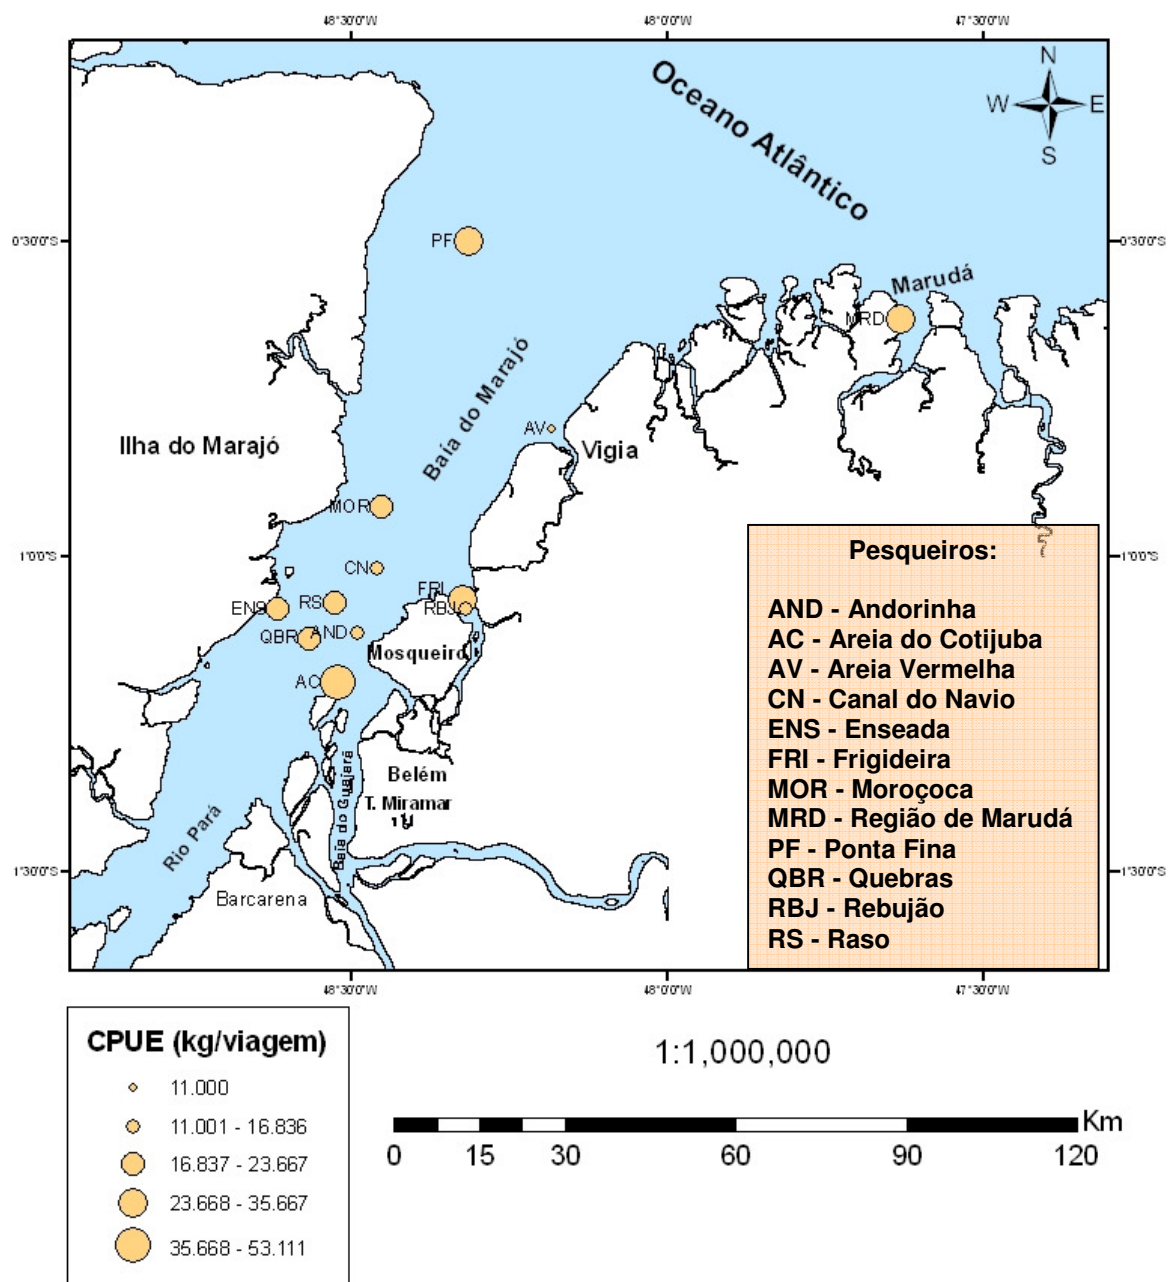 48°30'0"W
48°0'0"W
47°30'0"W
Oceano Atlântico
N
W
E
S
0°30'0"S
PF
0°30'0"S
Marudá
MRD
Baía do Marajó
AV
Ilha do Marajó
Vigia
MOR
1°0'0"S
CN
1°0'0"S
FRI
ENS
RS
RBJ
QBR
AND
Mosqueiro
AC
Belém
T. Miramar
Baía do Guajará
Rio Pará
1°30'0"S
Barcarena
1°30'0"S
Pesqueiros:
AND - Andorinha
AC - Areia do Cotijuba
AV - Areia Vermelha
CN - Canal do Navio
ENS - Enseada
FRI - Frigideira
MOR - Moroçoca
MRD - Região de Marudá
PF - Ponta Fina
QBR - Quebras
RBJ - Rebujão
RS - Raso
48°30'0"W
48°0'0"W
47°30'0"W
CPUE (kg/viagem)
11.000
11.001 - 16.836
16.837 - 23.667
23.668 - 35.667
35.668 - 53.111
1:1,000,000
Km
0 15 30 60 90 120